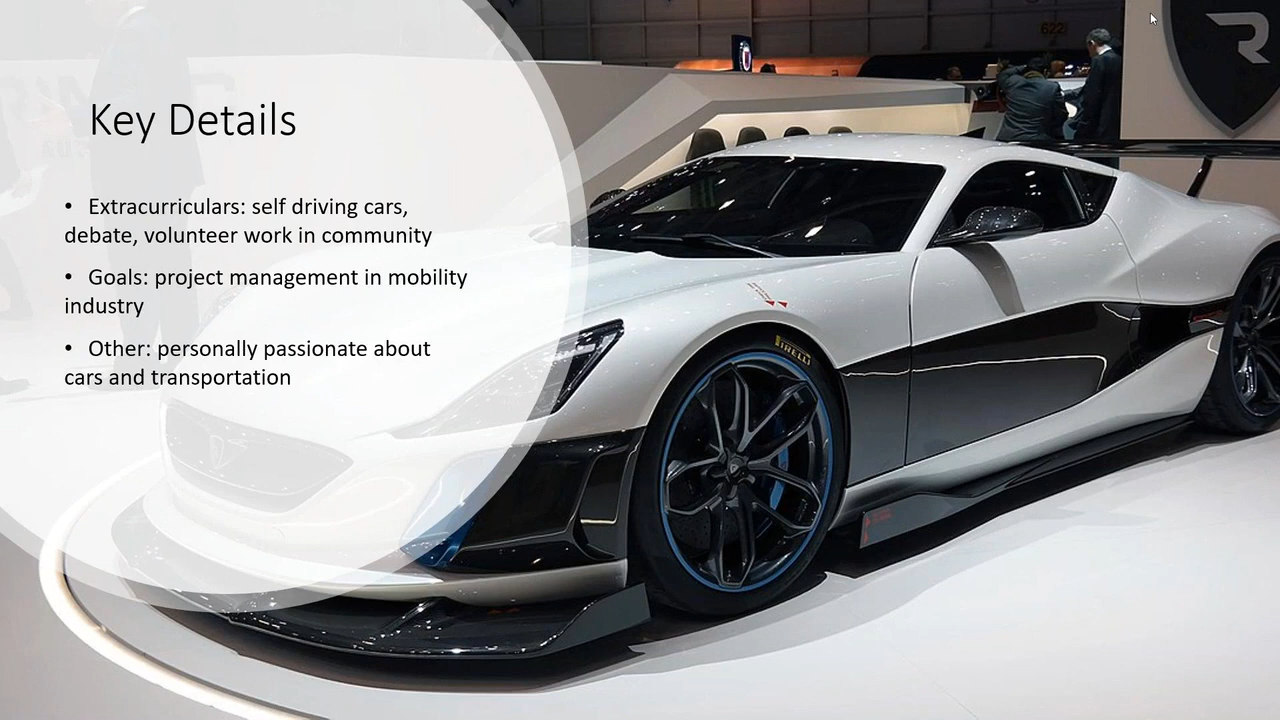 Key Details
• Extracurriculars: self driving cars,
debate, volunteer work in community
• Goals: project management in mobility
industry
• Other: personally passionate about
cars and transportation
622
PIRELLI